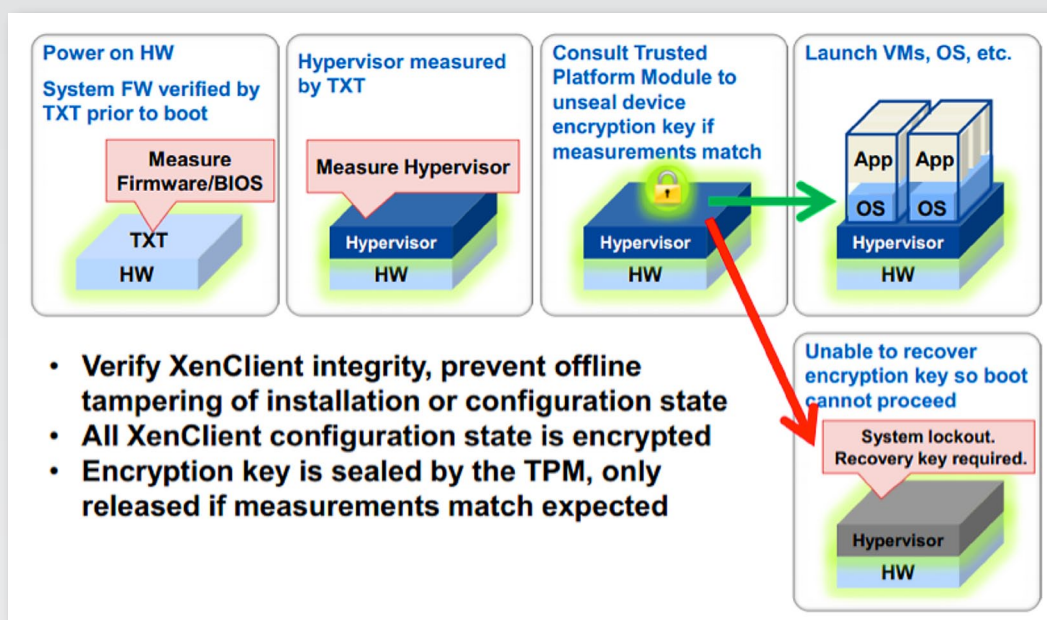 Power on HW
System FW verified by
TXT prior to boot
Measure
Firmware/BIOS
TXT
HW
Hypervisor measured
by TXT
Measure Hypervisor
Hypervisor
HW
Consult Trusted
Platform Module to
unseal device
encryption key if
measurements match
Hypervisor
HW
Launch VMs, OS, etc.
App App
OS OS
Hypervisor
HW
• Verify XenClient integrity, prevent offline
tampering of installation or configuration state
• All XenClient configuration state is encrypted
• Encryption key is sealed by the TPM, only
released if measurements match expected
Unable to recover
encryption key so boot
cannot proceed
System lockout.
Recovery key required.
Hypervisor
HW